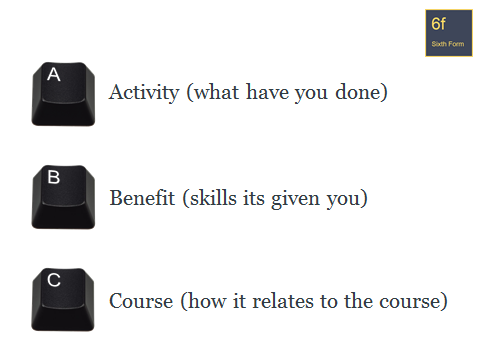 6f
Sixth Form
A
Activity (what have you done)
B
Benefit (skills its given you)
C
Course (how it relates to the course)